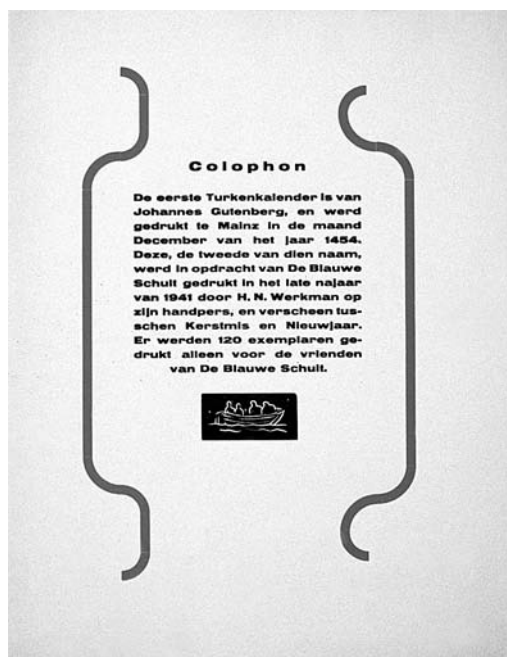 Colophon
De eerste Turkenkalender is van
Johannes Gutenberg, en werd
gedrukt te Mainz in de maand
December van het jaar 1454.
Deze, de tweede van dien naam,
werd in opdracht van De Blauwe
Schuit gedrukt in het late najaar
van 1941 door H. N. Werkman op
zijn handpers, en verscheen tus-
schen Kerstmis en Nieuwjaar.
Er werden 120 exemplaren ge-
drukt alleen voor de vrienden
van De Blauwe Schuit.